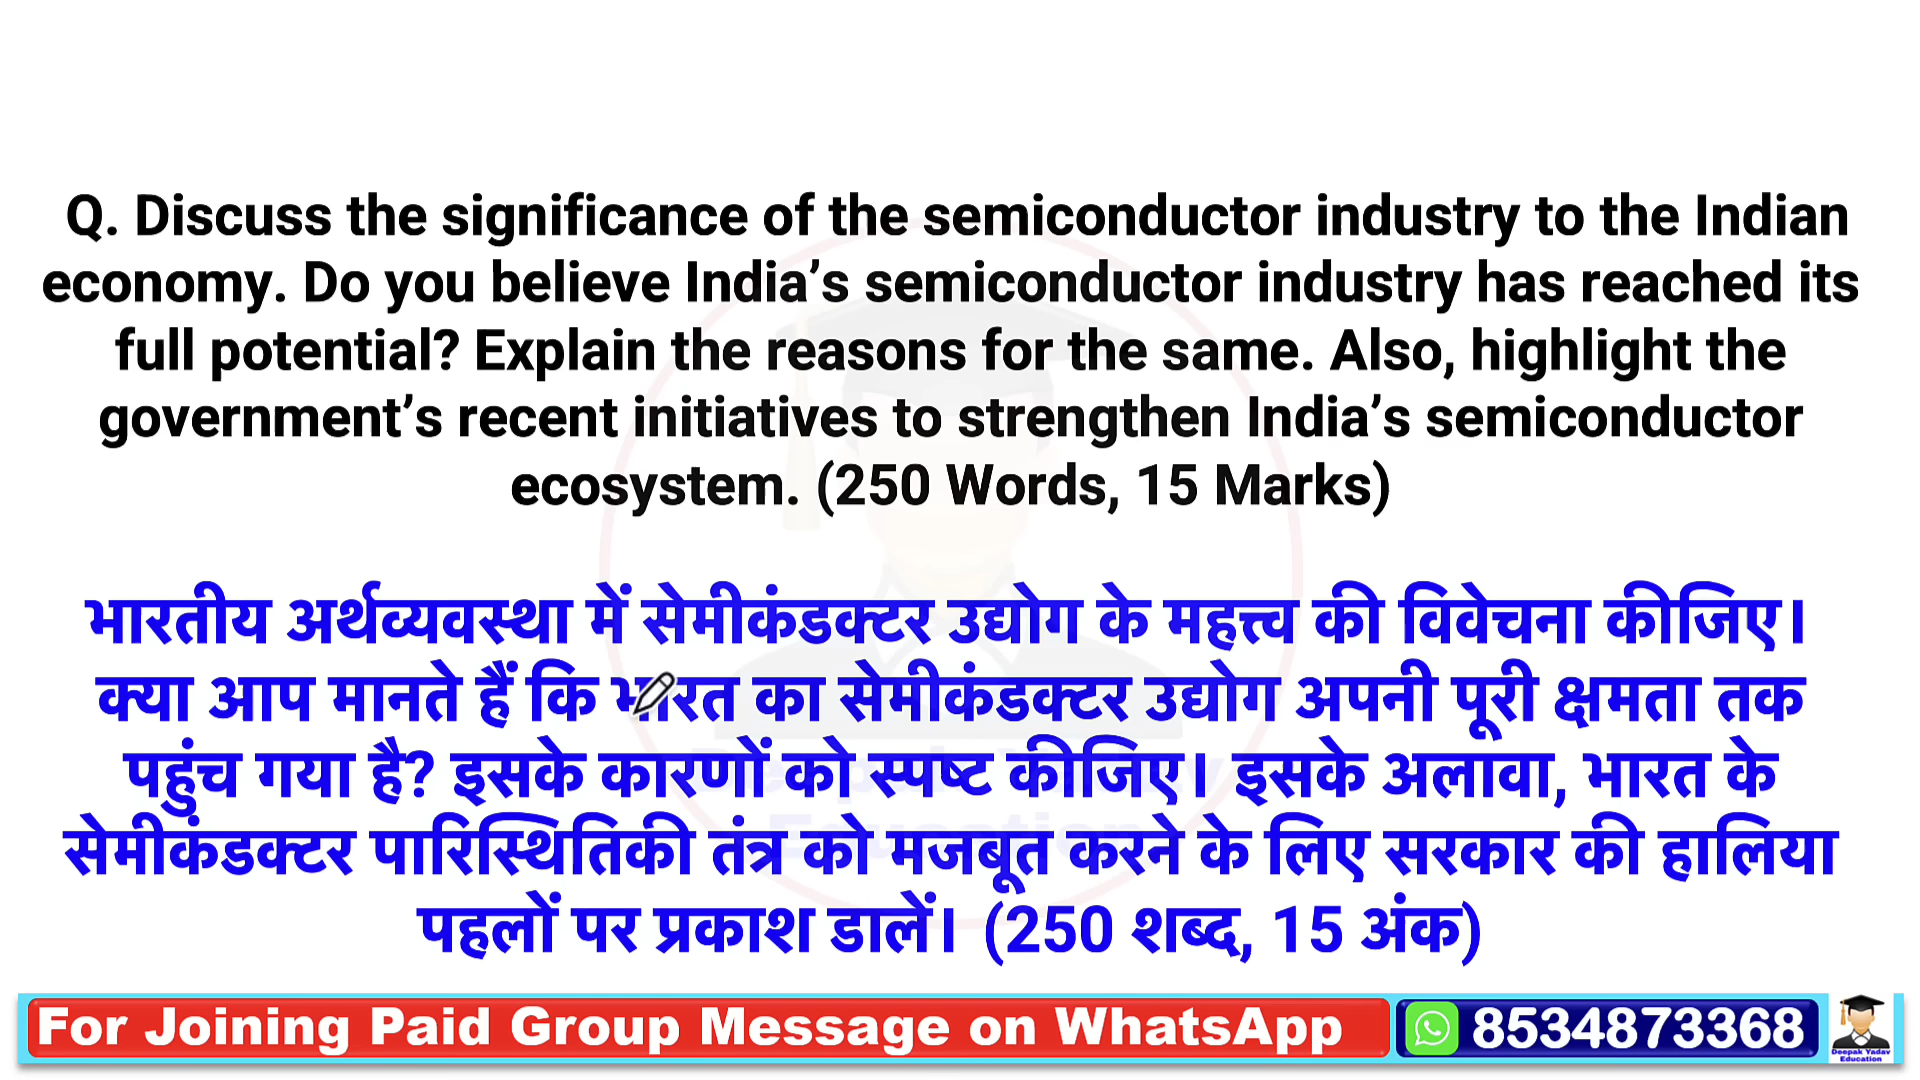 Q. Discuss the significance of the semiconductor industry to the Indian
economy. Do you believe India’s semiconductor industry has reached its
full potential? Explain the reasons for the same. Also, highlight the
government’s recent initiatives to strengthen India’s semiconductor
ecosystem. (250 Words, 15 Marks)
भारतीय अर्थव्यवस्था में सेमीकंडक्टर उद्योग के महत्त्व की विवेचना कीजिए।
क्या आप मानते हैं कि भारत का सेमीकंडक्टर उद्योग अपनी पूरी क्षमता तक
पहुंच गया है? इसके कारणों को स्पष्ट कीजिए। इसके अलावा, भारत के
सेमीकंडक्टर पारिस्थितिकी तंत्र को मजबूत करने के लिए सरकार की हालिया
पहलों पर प्रकाश डालें। (250 शब्द, 15 अंक)
For Joining Paid Group Message on WhatsApp
8534873368
Deepak Yadav
Education